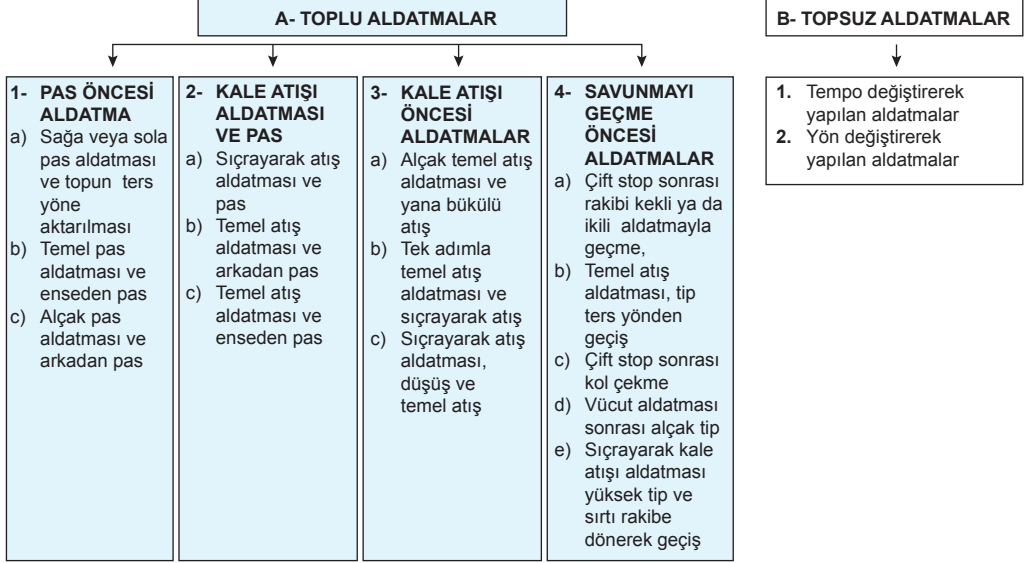 A- TOPLU ALDATMALAR
1- PAS ÖNCESİ
ALDATMA
a) Sağa veya sola
pas aldatması
ve topun ters
yöne
aktarılması
b) Temel pas
aldatması ve
enseden pas
c) Alçak pas
aldatması ve
arkadan pas
2- KALE ATIŞI
ALDATMASI
VE PAS
a) Sıçrayarak atış
aldatması ve
pas
b) Temel atış
aldatması ve
arkadan pas
c) Temel atış
aldatması ve
enseden pas
3- KALE ATIŞI
ÖNCESİ
ALDATMALAR
a) Alçak temel atış
aldatması ve
yana bükülü
atış
b) Tek adımla
temel atış
aldatması ve
sıçrayarak atış
c) Sıçrayarak atış
aldatması,
düşüş ve
temel atış
4- SAVUNMAYI
GEÇME
ÖNCESİ
ALDATMALAR
a) Çift stop sonrası
rakibi kekli ya da
ikili aldatmayla
geçme,
b) Temel atış
aldatması, tip
ters yönden
geçiş
c) Çift stop sonrası
kol çekme
d) Vücut aldatması
sonrası alçak tip
e) Sıçrayarak kale
atışı aldatması
yüksek tip ve
sırtı rakibe
dönerek geçiş
B- TOPSUZ ALDATMALAR
1. Tempo değiştirerek
yapılan aldatmalar
2. Yön değiştirerek
yapılan aldatmalar